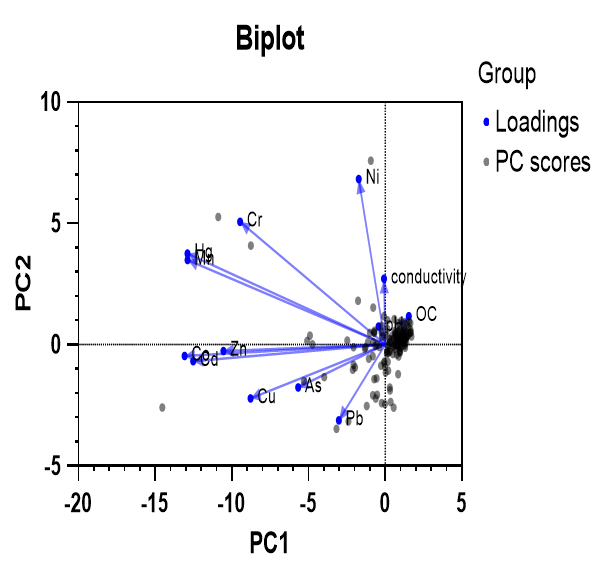 Biplot
Group
Loadings
PC scores
10
5
0
-5
PC2
Ni
Cr
Hg
Mn
conductivity
OC
ph
Zn
Co
Cd
Cu
As
Pb
-20 -15 -10 -5 0 5
PC1